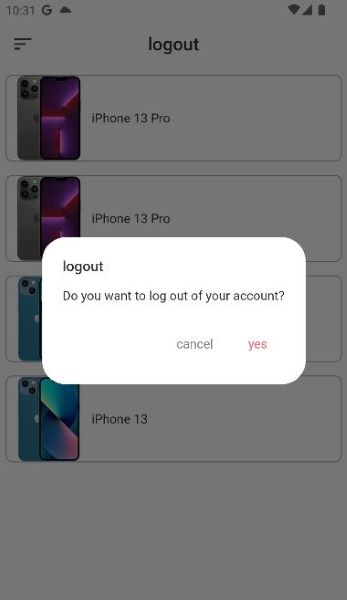 10:31 G
logout
iPhone 13 Pro
iPhone 13 Pro
logout
Do you want to log out of your account?
cancel yes
iPhone 13